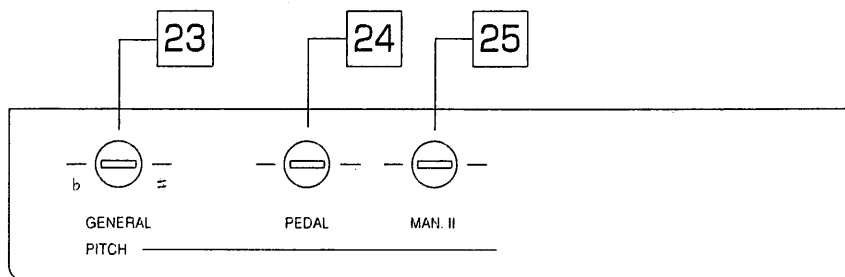 23 24 25
b #
GENERAL PEDAL MAN. II
PITCH